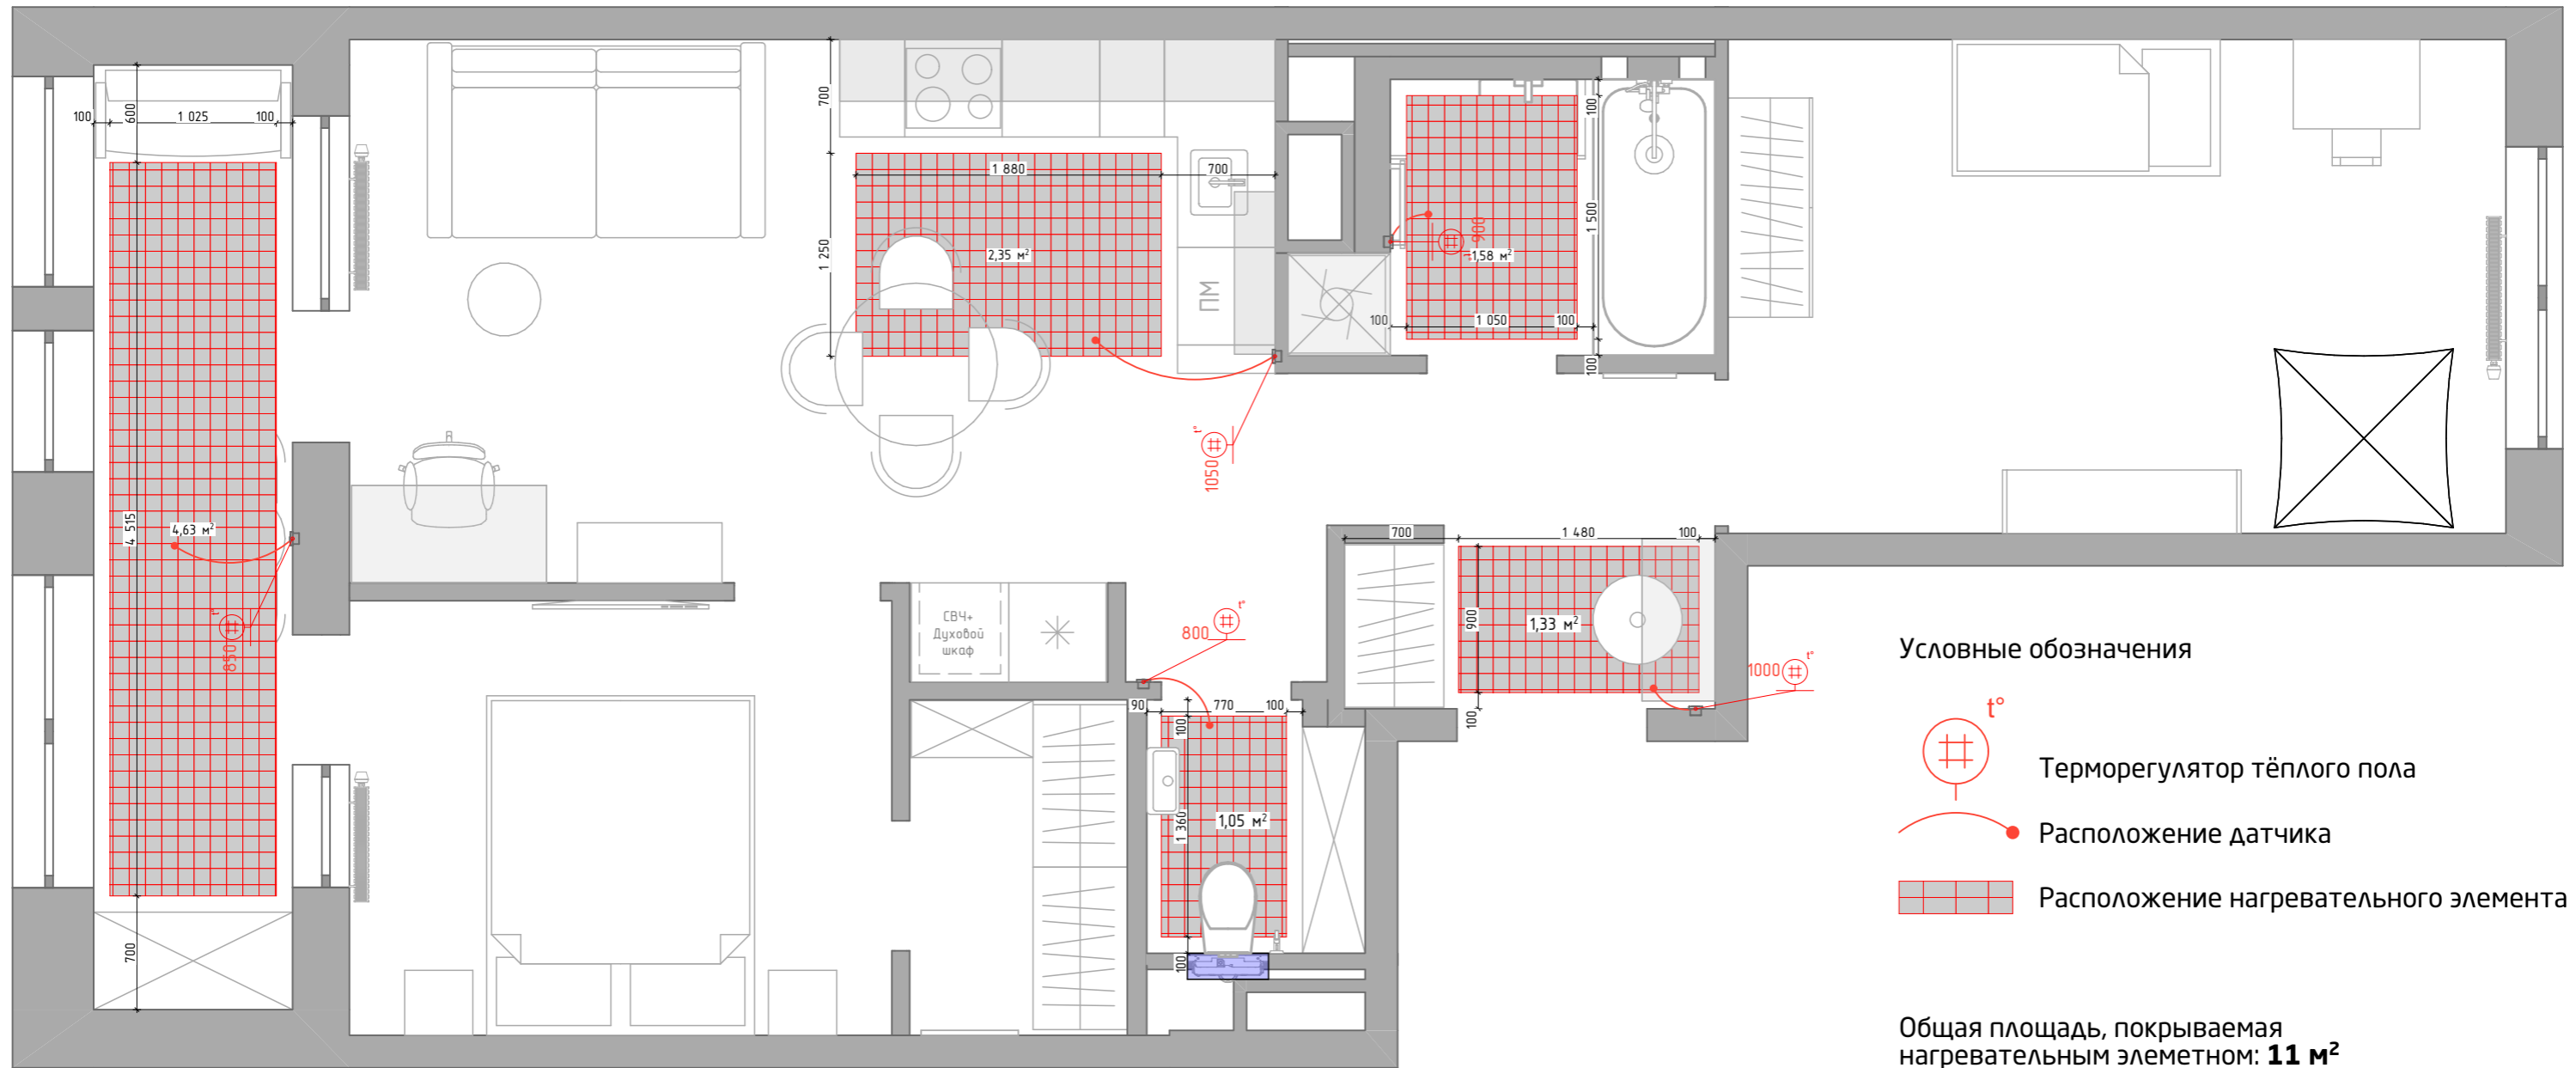 600
100
1 025
100
4,63 м²
4 515
t°
850
700
700
1 880
700
1 250
2,35 м²
ПМ
t°
1050
100
900
1,58 м²
1 500
100
1 050
100
100
СВЧ+
Духовой
шкаф
t°
800
90
770
100
100
1,05 м²
1 360
100
700
1 480
100
900
1,33 м²
100
t°
1000
Условные обозначения
t°
Терморегулятор тёплого пола
Расположение датчика
Расположение нагревательного элемента
Общая площадь, покрываемая
нагревательным элеметном: 11 м²